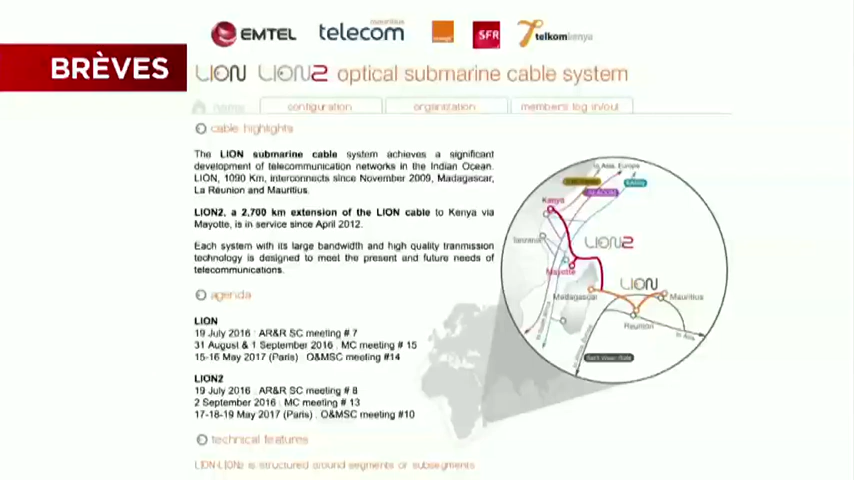 EMTEL
mauritius
telecom
orange
SFR
telkomkenya
BRÈVES
LION LION2 optical submarine cable system
home
configuration
organization
members log in/out
cable highlights
The LION submarine cable system achieves a significant
development of telecommunication networks in the Indian Ocean.
LION, 1090 Km, interconnects since November 2009, Madagascar,
La Réunion and Mauritius.
LION2, a 2,700 km extension of the LION cable to Kenya via
Mayotte, is in service since April 2012.
Each system with its large bandwidth and high quality tranmission
technology is designed to meet the present and future needs of
telecommunications.
agenda
LION
19 July 2016 : AR&R SC meeting # 7
31 August & 1 September 2016 : MC meeting # 15
15-16 May 2017 (Paris) : O&MSC meeting #14
LION2
19 July 2016 : AR&R SC meeting # 8
2 September 2016 : MC meeting # 13
17-18-19 May 2017 (Paris) : O&MSC meeting #10
technical features
LION-LION2 is structured around segments or subsegments
to Asia, Europe
Kenya
Tanzania
LION2
Mayotte
LION
Madagascar
Mauritius
Reunion
to Asia